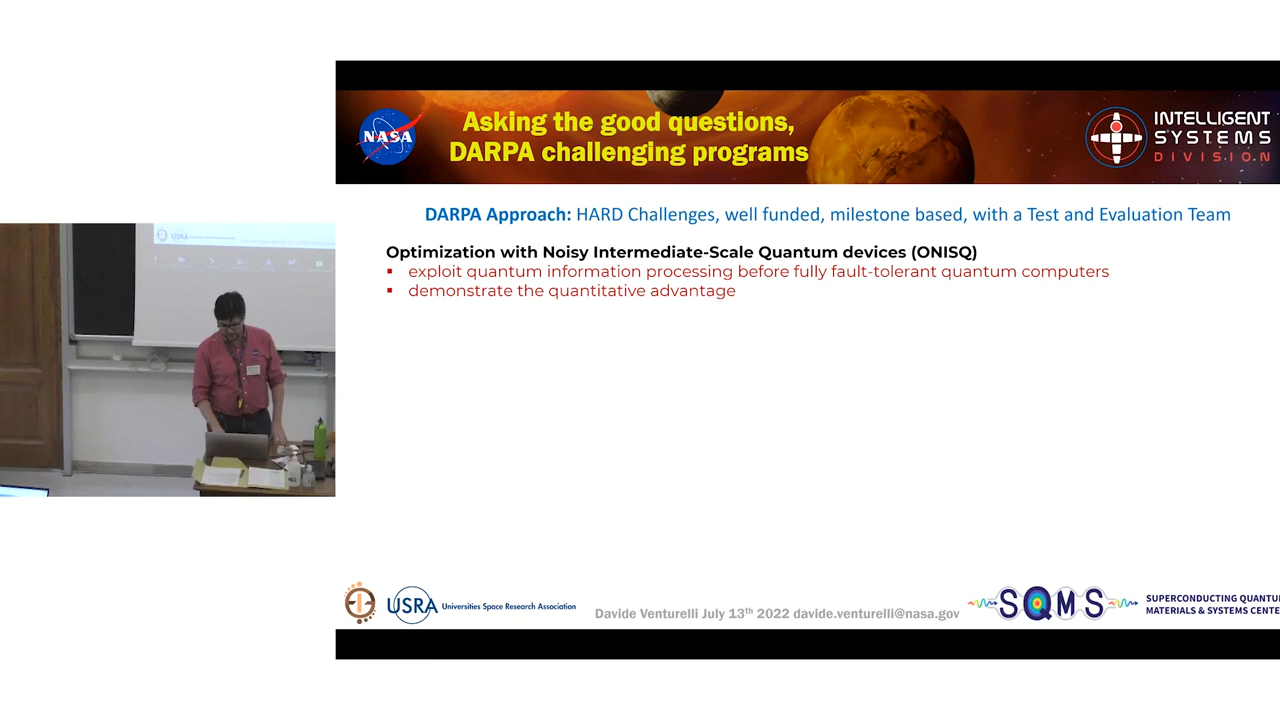 Asking the good questions,
DARPA challenging programs
NASA
INTELLIGENT
SYSTEMS
DIVISION
DARPA Approach: HARD Challenges, well funded, milestone based, with a Test and Evaluation Team
Optimization with Noisy Intermediate-Scale Quantum devices (ONISQ)
▪ exploit quantum information processing before fully fault-tolerant quantum computers
▪ demonstrate the quantitative advantage
USRA
USRA Universities Space Research Association
Davide Venturelli July 13th 2022 davide.venturelli@nasa.gov
SQMS
SUPERCONDUCTING QUANTU
MATERIALS & SYSTEMS CENTE